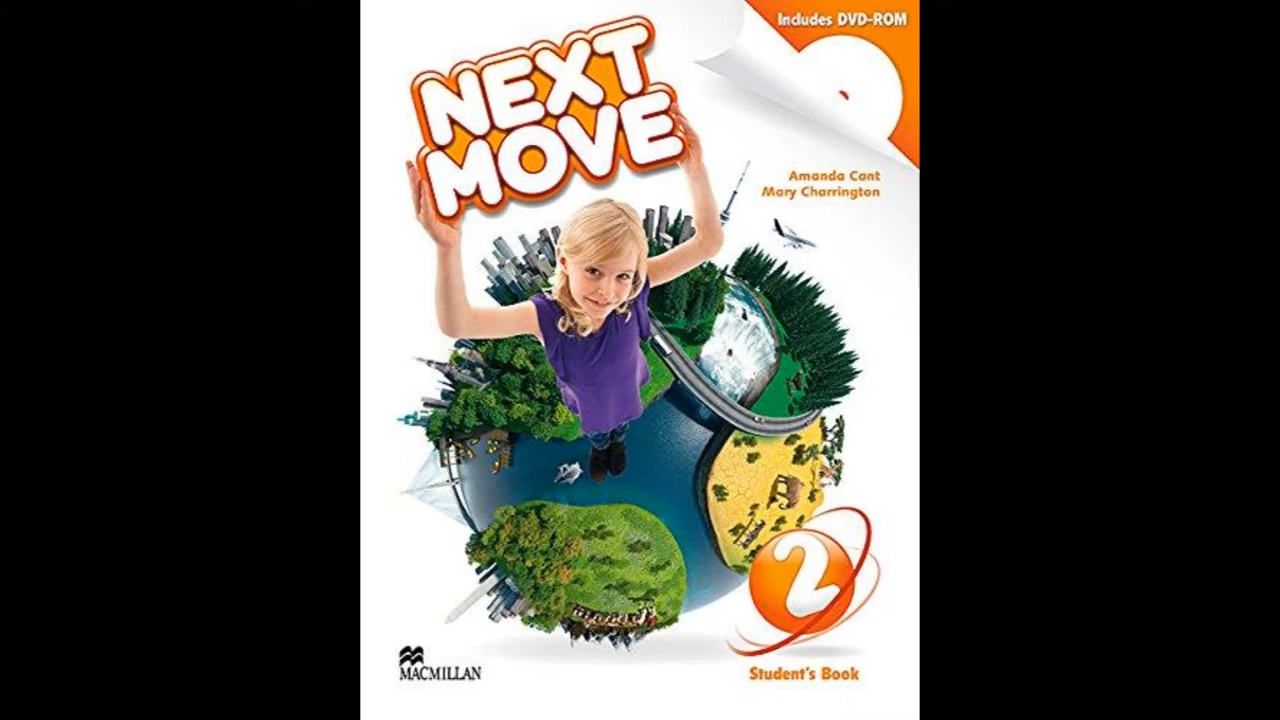 Includes DVD-ROM
NEXT
MOVE
Amanda Cant
Mary Charrington
2
MACMILLAN
Student's Book